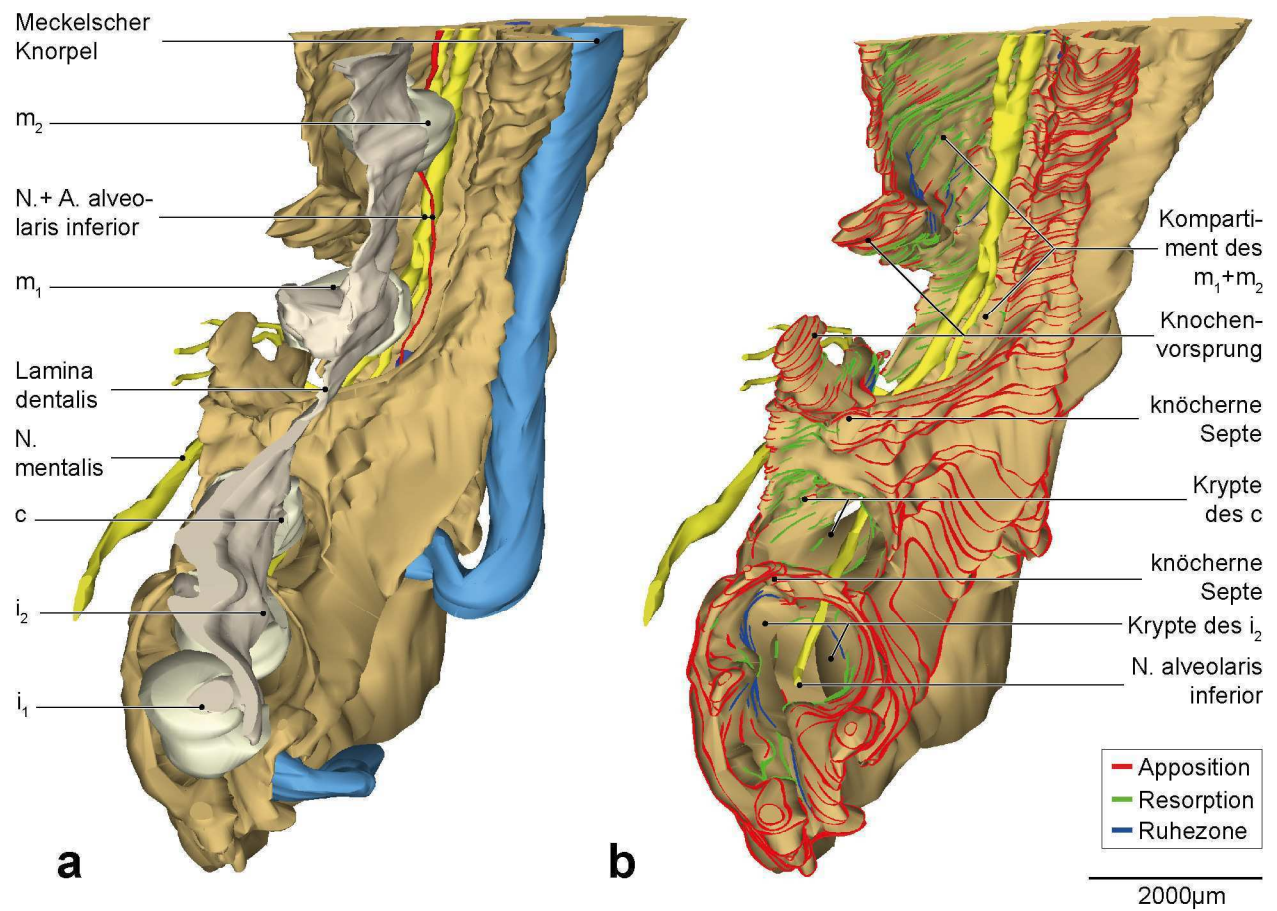 Meckelscher
Knorpel
m₂
N.+ A. alveo-
laris inferior
m₁
Lamina
dentalis
N.
mentalis
c
i₂
i₁
a
Komparti-
ment des
m₁+m₂
Knochen-
vorsprung
knöcherne
Septe
Krypte
des c
knöcherne
Septe
Krypte des i₂
N. alveolaris
inferior
Apposition
Resorption
Ruhezone
b
2000µm